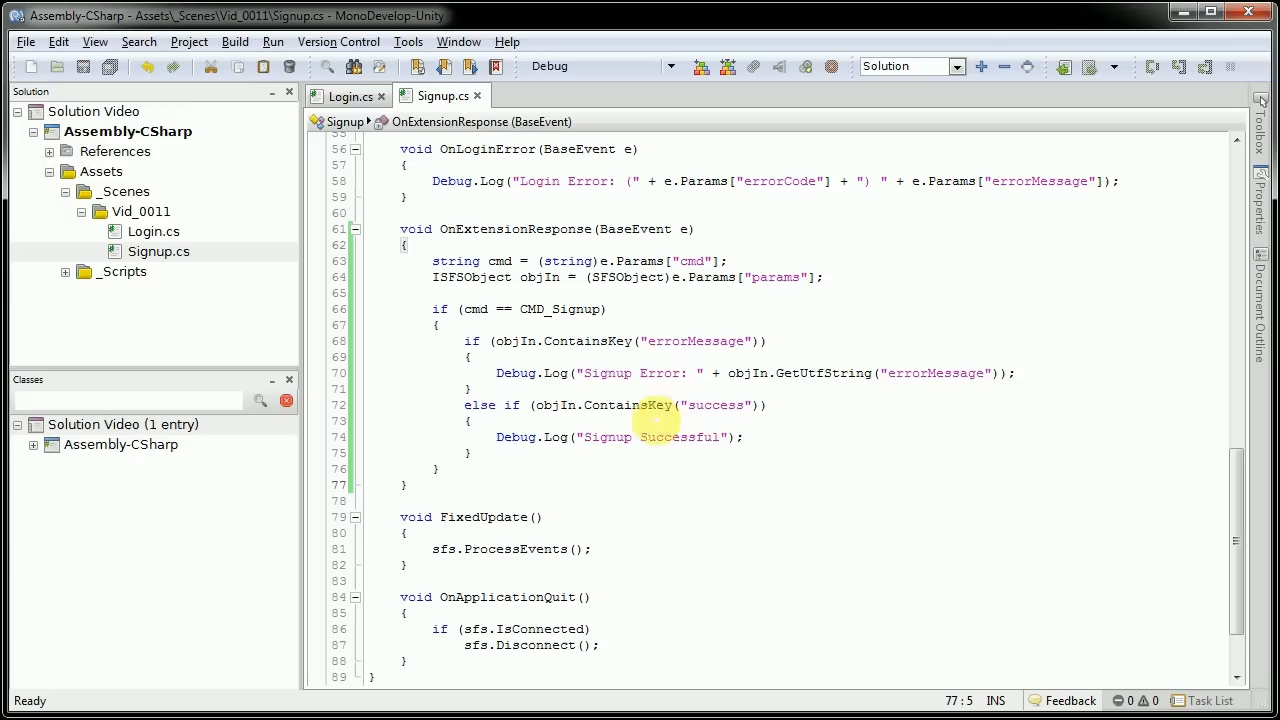 Assembly-CSharp - Assets\_Scenes\Vid_0011\Signup.cs - MonoDevelop-Unity
File Edit View Search Project Build Run Version Control Tools Window Help
Debug Solution
Solution
Solution Video
Assembly-CSharp
References
Assets
_Scenes
Vid_0011
Login.cs
Signup.cs
_Scripts
Classes
Solution Video (1 entry)
Assembly-CSharp
Login.cs Signup.cs
Signup OnExtensionResponse (BaseEvent)
55
56 void OnLoginError(BaseEvent e)
57 {
58 Debug.Log("Login Error: (" + e.Params["errorCode"] + ") " + e.Params["errorMessage"]);
59 }
60
61 void OnExtensionResponse(BaseEvent e)
62 {
63 string cmd = (string)e.Params["cmd"];
64 ISFSObject objIn = (SFSObject)e.Params["params"];
65
66 if (cmd == CMD_Signup)
67 {
68 if (objIn.ContainsKey("errorMessage"))
69 {
70 Debug.Log("Signup Error: " + objIn.GetUtfString("errorMessage"));
71 }
72 else if (objIn.ContainsKey("success"))
73 {
74 Debug.Log("Signup Successful");
75 }
76 }
77 }
78
79 void FixedUpdate()
80 {
81 sfs.ProcessEvents();
82 }
83
84 void OnApplicationQuit()
85 {
86 if (sfs.IsConnected)
87 sfs.Disconnect();
88 }
89 }
Toolbox
Properties
Document Outline
Ready 77 : 5 INS Feedback 0 0 Task List